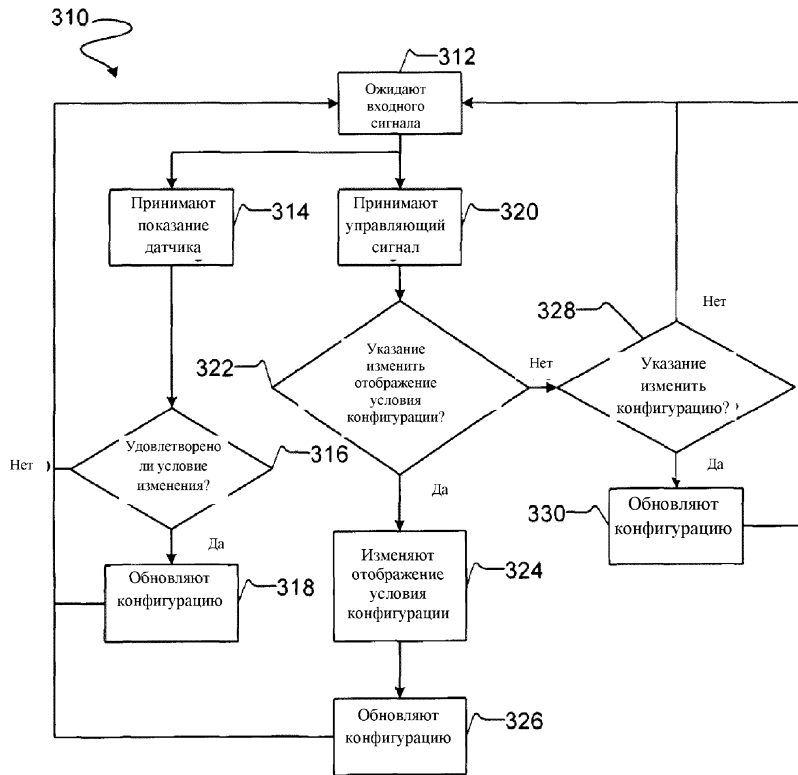 310
312
Ожидают
входного
сигнала
Принимают
показание
датчика
314
Принимают
управляющий
сигнал
320
322
Указание
изменить
отображение
условия
конфигурации?
Нет
328
Нет
Указание
изменить
конфигурацию?
Нет
Удовлетворено
ли условие
изменения?
316
Да
Да
Да
Обновляют
конфигурацию
318
Изменяют
отображение
условия
конфигурации
324
330
Обновляют
конфигурацию
Обновляют
конфигурацию
326